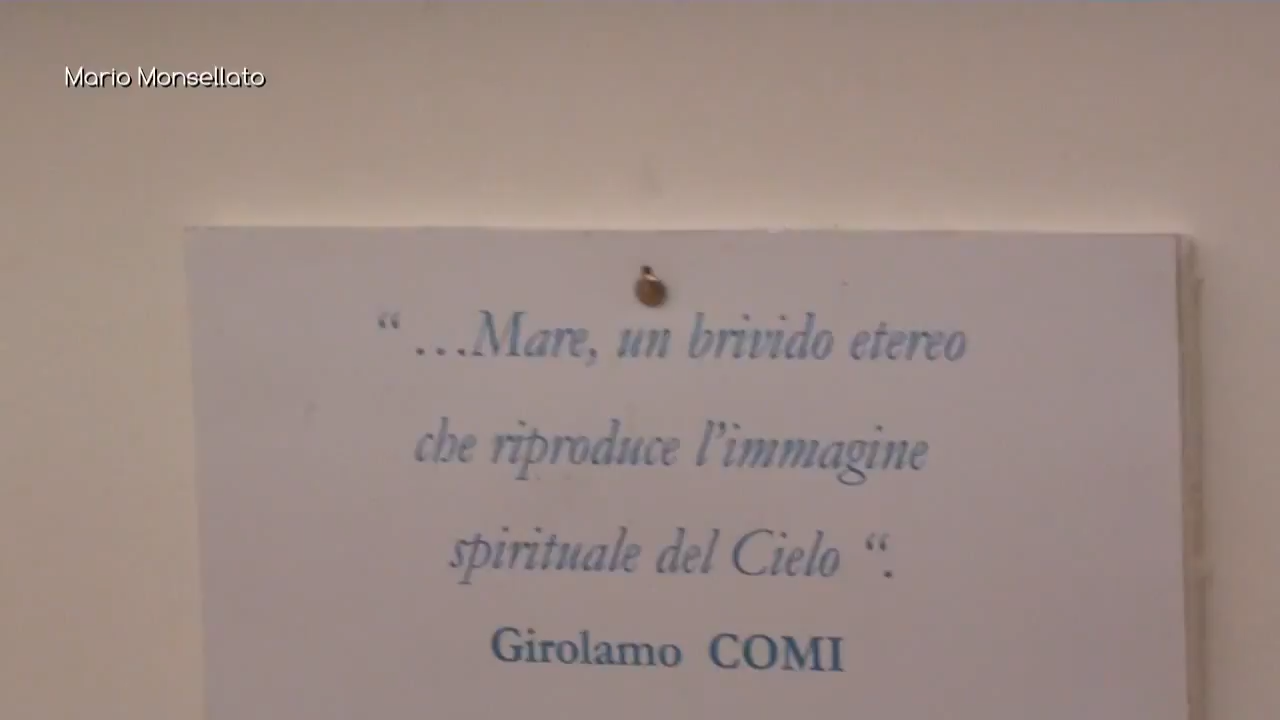 Mario Monsellato
“ ...Mare, un brivido etereo
che riproduce l’immagine
spirituale del Cielo “.
Girolamo COMI